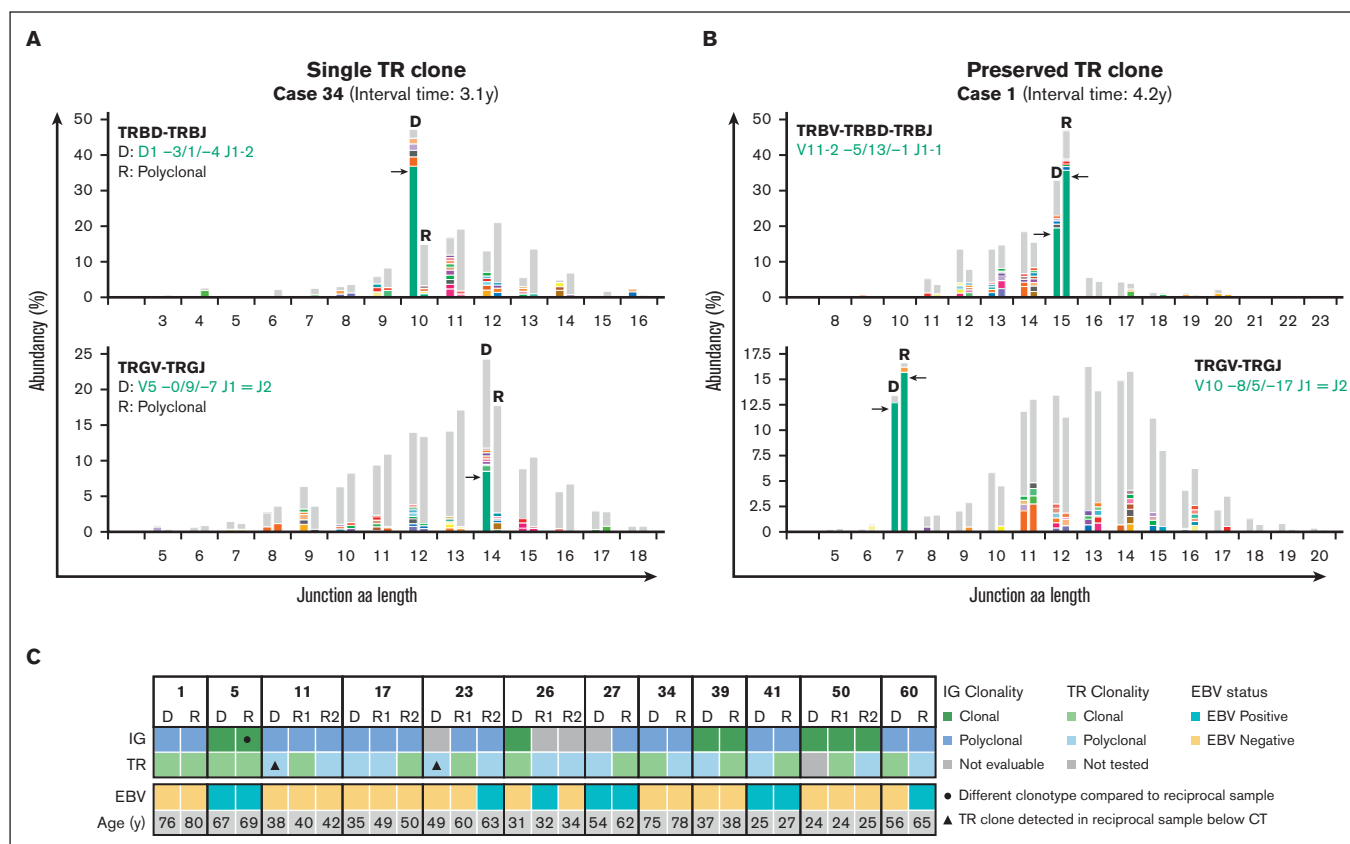 A
Single TR clone
Case 34 (Interval time: 3.1y)
Abundancy (%)
50
40
30
20
10
0
TRBD-TRBJ
D: D1 −3/1/−4 J1-2
R: Polyclonal
D
R
3 4 5 6 7 8 9 10 11 12 13 14 15 16
25
20
15
10
5
0
TRGV-TRGJ
D: V5 −0/9/−7 J1 = J2
R: Polyclonal
D
R
5 6 7 8 9 10 11 12 13 14 15 16 17 18
Junction aa length
B
Preserved TR clone
Case 1 (Interval time: 4.2y)
Abundancy (%)
50
40
30
20
10
0
TRBV-TRBD-TRBJ
V11-2 −5/13/−1 J1-1
D
R
8 9 10 11 12 13 14 15 16 17 18 19 20 21 22 23
17.5
15
12.5
10
7.5
5
2.5
0
D
R
TRGV-TRGJ
V10 −8/5/−17 J1 = J2
5 6 7 8 9 10 11 12 13 14 15 16 17 18 19 20
Junction aa length
C
1 5 11 17 23 26 27 34 39 41 50 60
D R D R D R1 R2 D R1 R2 D R1 R2 D R1 R2 D R D R D R D R D R1 R2 D R
IG
TR
EBV
Age (y) 76 80 67 69 38 40 42 35 49 50 49 60 63 31 32 34 54 62 75 78 37 38 25 27 24 24 25 56 65
IG Clonality
Clonal
Polyclonal
Not evaluable
TR Clonality
Clonal
Polyclonal
Not tested
EBV status
EBV Positive
EBV Negative
● Different clonotype compared to reciprocal sample
▲ TR clone detected in reciprocal sample below CT